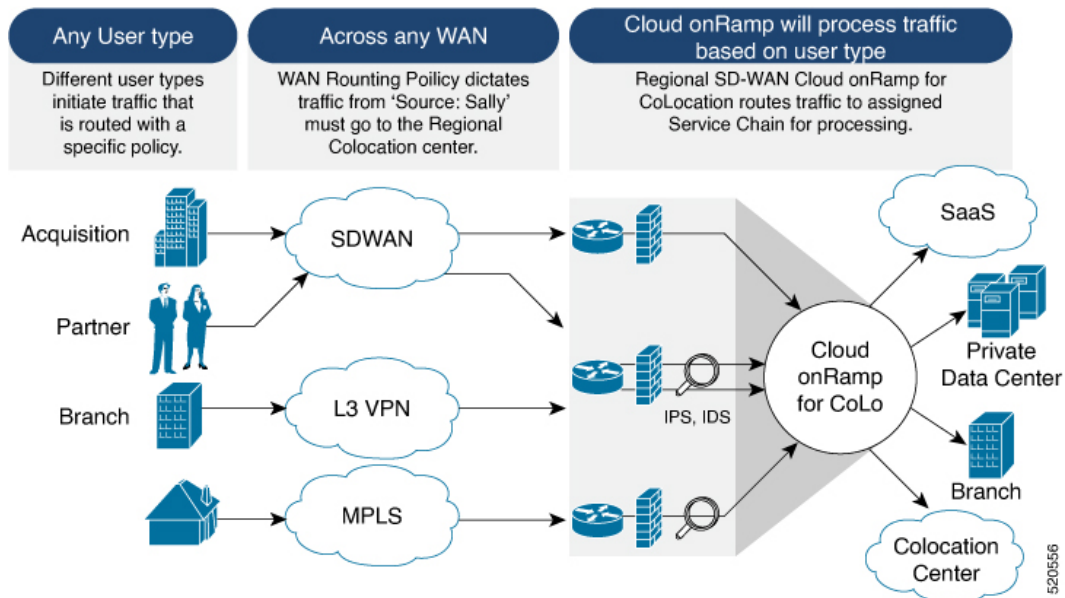 Any User type
Different user types
initiate traffic that
is routed with a
specific policy.
Across any WAN
WAN Rounting Poilicy dictates
traffic from ‘Source: Sally’
must go to the Regional
Colocation center.
Cloud onRamp will process traffic
based on user type
Regional SD-WAN Cloud onRamp for
CoLocation routes traffic to assigned
Service Chain for processing.
Acquisition
Partner
Branch
SDWAN
L3 VPN
MPLS
IPS, IDS
Cloud
onRamp
for CoLo
SaaS
Private
Data Center
Branch
Colocation
Center
520556